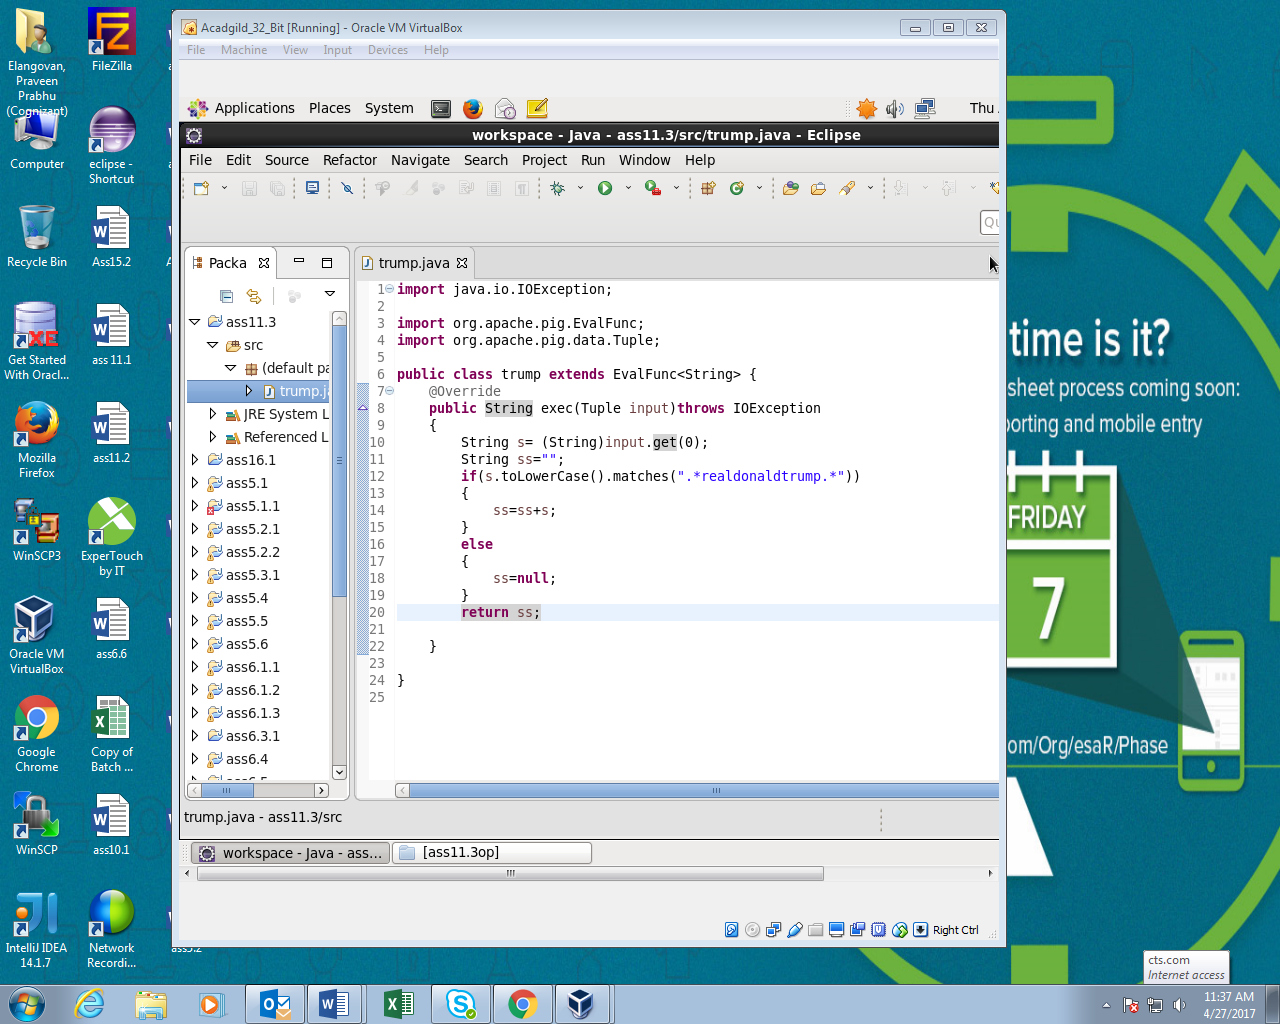 Elangovan,
Praveen
Prabhu
(Cognizant)
FileZilla
Computer
eclipse -
Shortcut
Recycle Bin
Ass15.2
Get Started
With Oracl...
ass 11.1
Mozilla
Firefox
ass11.2
WinSCP3
ExperTouch
by IT
Oracle VM
VirtualBox
ass6.6
Google
Chrome
Copy of
Batch ...
WinSCP
ass10.1
IntelliJ IDEA
14.1.7
Network
Recordi...
ass5.2
Acadgild_32_Bit [Running] - Oracle VM VirtualBox
File Machine View Input Devices Help
Applications Places System Thu
workspace - Java - ass11.3/src/trump.java - Eclipse
File Edit Source Refactor Navigate Search Project Run Window Help
Packa
ass11.3
src
(default pa
trump.j
JRE System L
Referenced L
ass16.1
ass5.1
ass5.1.1
ass5.2.1
ass5.2.2
ass5.3.1
ass5.4
ass5.5
ass5.6
ass6.1.1
ass6.1.2
ass6.1.3
ass6.3.1
ass6.4
trump.java
1 import java.io.IOException;
2
3 import org.apache.pig.EvalFunc;
4 import org.apache.pig.data.Tuple;
5
6 public class trump extends EvalFunc<String> {
7 @Override
8 public String exec(Tuple input)throws IOException
9 {
10 String s= (String)input.get(0);
11 String ss="";
12 if(s.toLowerCase().matches(".*realdonaldtrump.*"))
13 {
14 ss=ss+s;
15 }
16 else
17 {
18 ss=null;
19 }
20 return ss;
21
22 }
23
24 }
25
trump.java - ass11.3/src
workspace - Java - ass...
[ass11.3op]
Right Ctrl
time is it?
sheet process coming soon:
porting and mobile entry
FRIDAY
7
com/Org/esaR/Phase
cts.com
Internet access
11:37 AM
4/27/2017